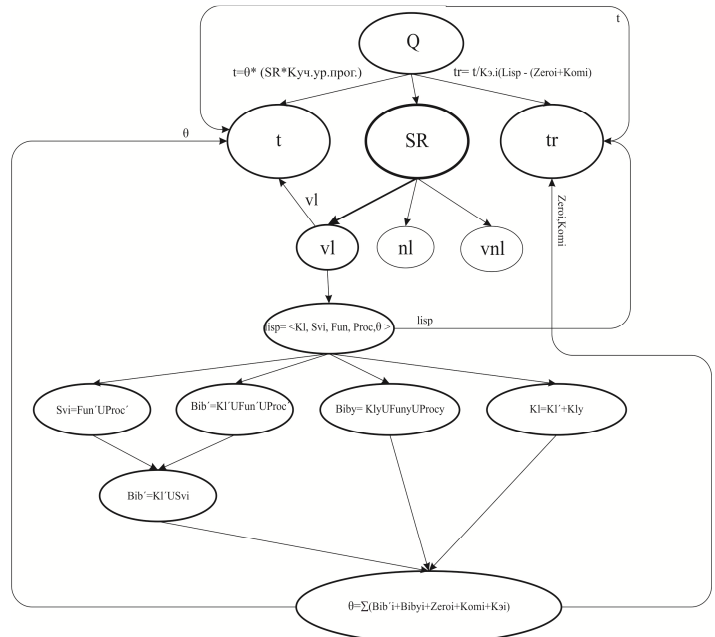 t
Q
t=θ* (SR*Kуч.ур.прог.)
tr= t/Kэ.i(Lisp - (Zeroi+Komi)
θ
t
SR
tr
vl
Zeroi,Komi
vl
nl
vnl
lisp= <Kl, Svi, Fun, Proc,θ >
lisp
Svi=Fun´UProc´
Bib´=Kl´UFun´UProc´
Biby= KlyUFunyUProcy
Kl=Kl´+Kly
Bib´=Kl´USvi
θ=∑(Bib´i+Bibyi+Zeroi+Komi+Kэi)